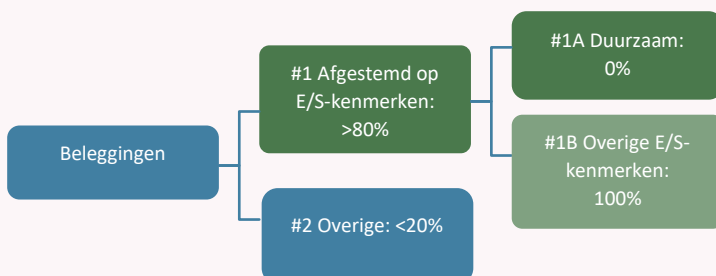 Beleggingen
#1 Afgestemd op
E/S-kenmerken:
>80%
#2 Overige: <20%
#1A Duurzaam:
0%
#1B Overige E/S-
kenmerken:
100%